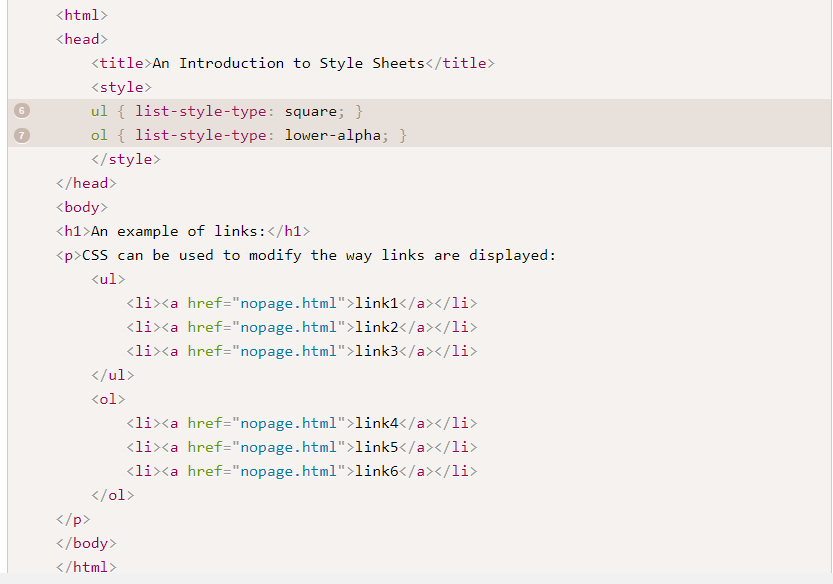 <html>
<head>
<title>An Introduction to Style Sheets</title>
<style>
6 ul { list-style-type: square; }
7 ol { list-style-type: lower-alpha; }
</style>
</head>
<body>
<h1>An example of links:</h1>
<p>CSS can be used to modify the way links are displayed:
<ul>
<li><a href="nopage.html">link1</a></li>
<li><a href="nopage.html">link2</a></li>
<li><a href="nopage.html">link3</a></li>
</ul>
<ol>
<li><a href="nopage.html">link4</a></li>
<li><a href="nopage.html">link5</a></li>
<li><a href="nopage.html">link6</a></li>
</ol>
</p>
</body>
</html>